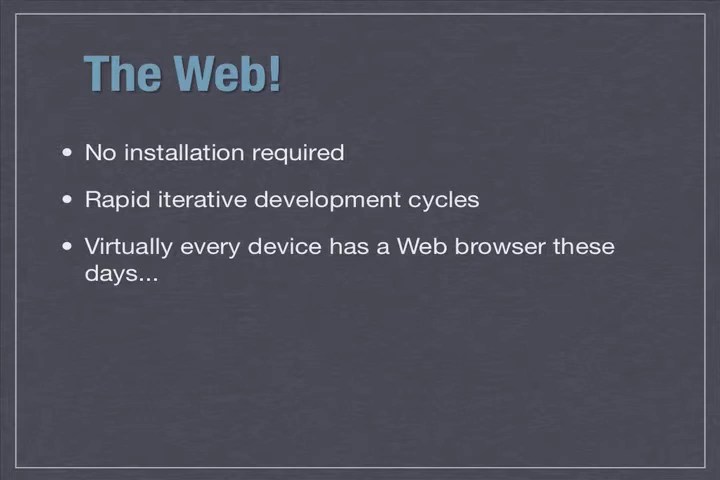 The Web!
• No installation required
• Rapid iterative development cycles
• Virtually every device has a Web browser these
days...